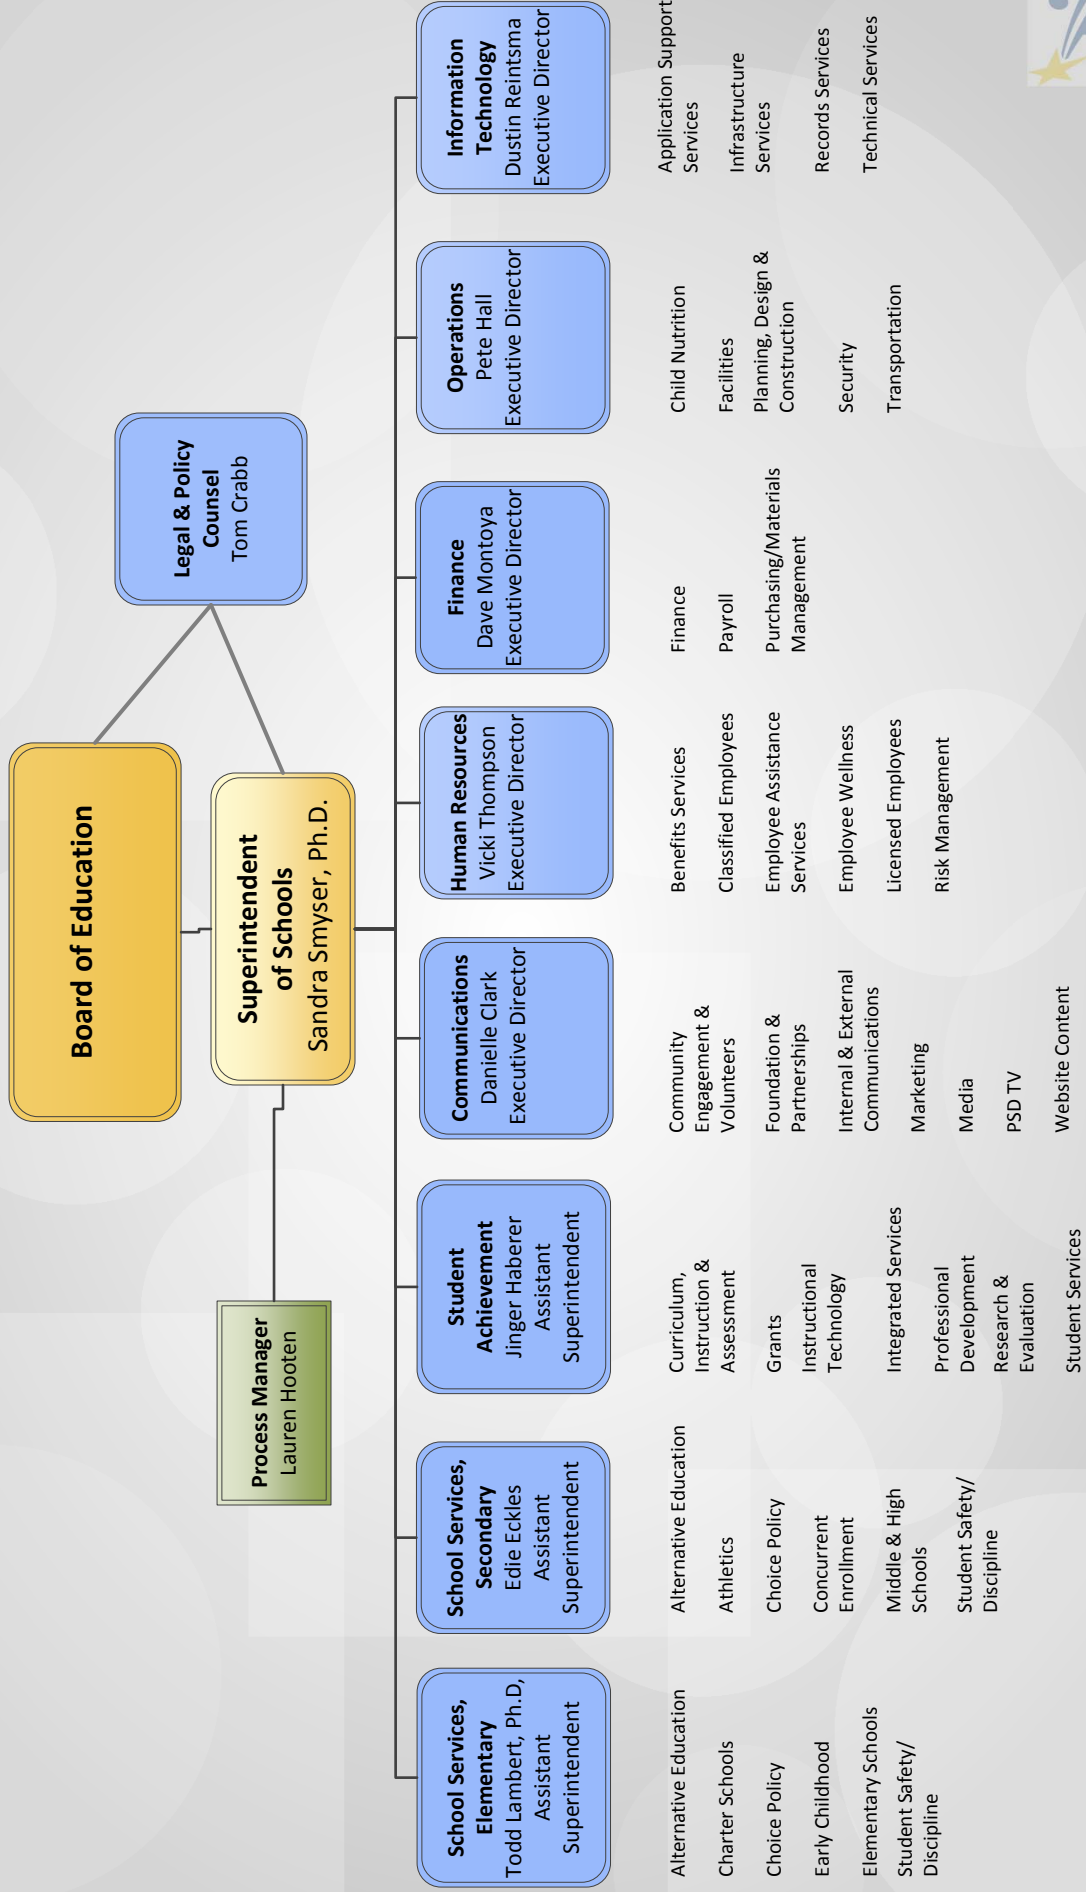 Board of Education
Superintendent
of Schools
Sandra Smyser, Ph.D.
Legal & Policy
Counsel
Tom Crabb
Process Manager
Lauren Hooten
School Services,
Elementary
Todd Lambert, Ph.D,
Assistant
Superintendent
Alternative Education
Charter Schools
Choice Policy
Early Childhood
Elementary Schools
Student Safety/
Discipline
School Services,
Secondary
Edie Eckles
Assistant
Superintendent
Alternative Education
Athletics
Choice Policy
Concurrent
Enrollment
Middle & High
Schools
Student Safety/
Discipline
Student
Achievement
Jinger Haberer
Assistant
Superintendent
Curriculum,
Instruction &
Assessment
Grants
Instructional
Technology
Integrated Services
Professional
Development
Research &
Evaluation
Student Services
Communications
Danielle Clark
Executive Director
Community
Engagement &
Volunteers
Foundation &
Partnerships
Internal & External
Communications
Marketing
Media
PSD TV
Website Content
Human Resources
Vicki Thompson
Executive Director
Benefits Services
Classified Employees
Employee Assistance
Services
Employee Wellness
Licensed Employees
Risk Management
Finance
Dave Montoya
Executive Director
Finance
Payroll
Purchasing/Materials
Management
Operations
Pete Hall
Executive Director
Child Nutrition
Facilities
Planning, Design &
Construction
Security
Transportation
Information
Technology
Dustin Reintsma
Executive Director
Application Support
Services
Infrastructure
Services
Records Services
Technical Services